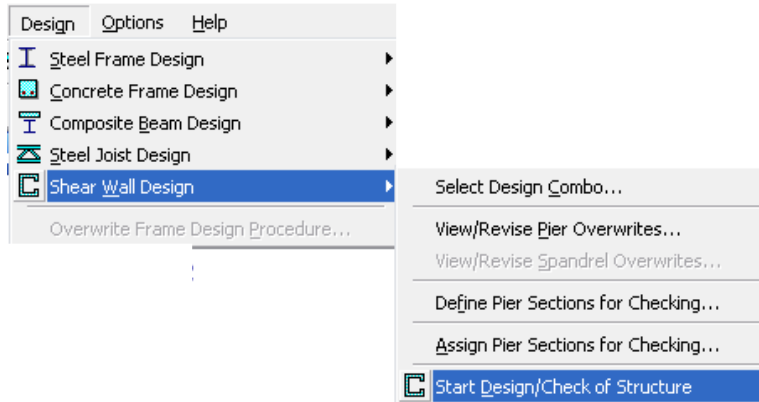 Design Options Help
Steel Frame Design
Concrete Frame Design
Composite Beam Design
Steel Joist Design
Shear Wall Design
Overwrite Frame Design Procedure...
Select Design Combo...
View/Revise Pier Overwrites...
View/Revise Spandrel Overwrites...
Define Pier Sections for Checking...
Assign Pier Sections for Checking...
Start Design/Check of Structure